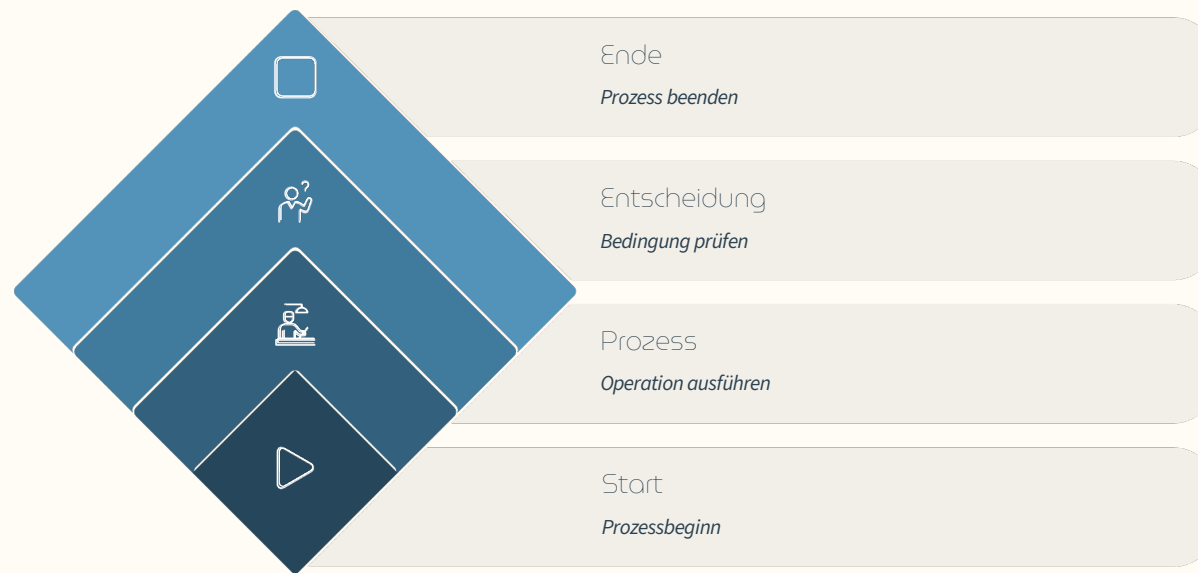 Ende
Prozess beenden
Entscheidung
Bedingung prüfen
Prozess
Operation ausführen
Start
Prozessbeginn